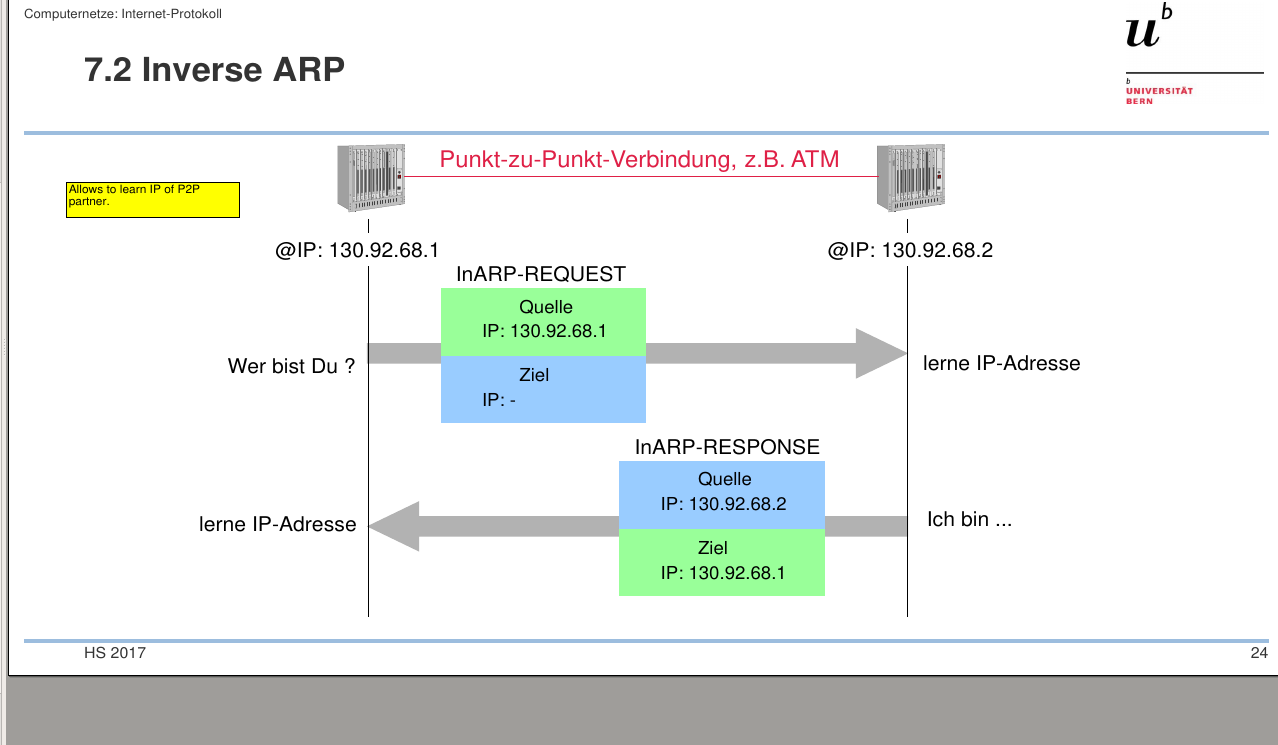 Computernetze: Internet-Protokoll
u b
b
UNIVERSITÄT
BERN
7.2 Inverse ARP
Punkt-zu-Punkt-Verbindung, z.B. ATM
Allows to learn IP of P2P
partner.
@IP: 130.92.68.1
@IP: 130.92.68.2
InARP-REQUEST
Quelle
IP: 130.92.68.1
Wer bist Du ?
lerne IP-Adresse
Ziel
IP: -
InARP-RESPONSE
Quelle
IP: 130.92.68.2
lerne IP-Adresse
Ich bin ...
Ziel
IP: 130.92.68.1
HS 2017
24